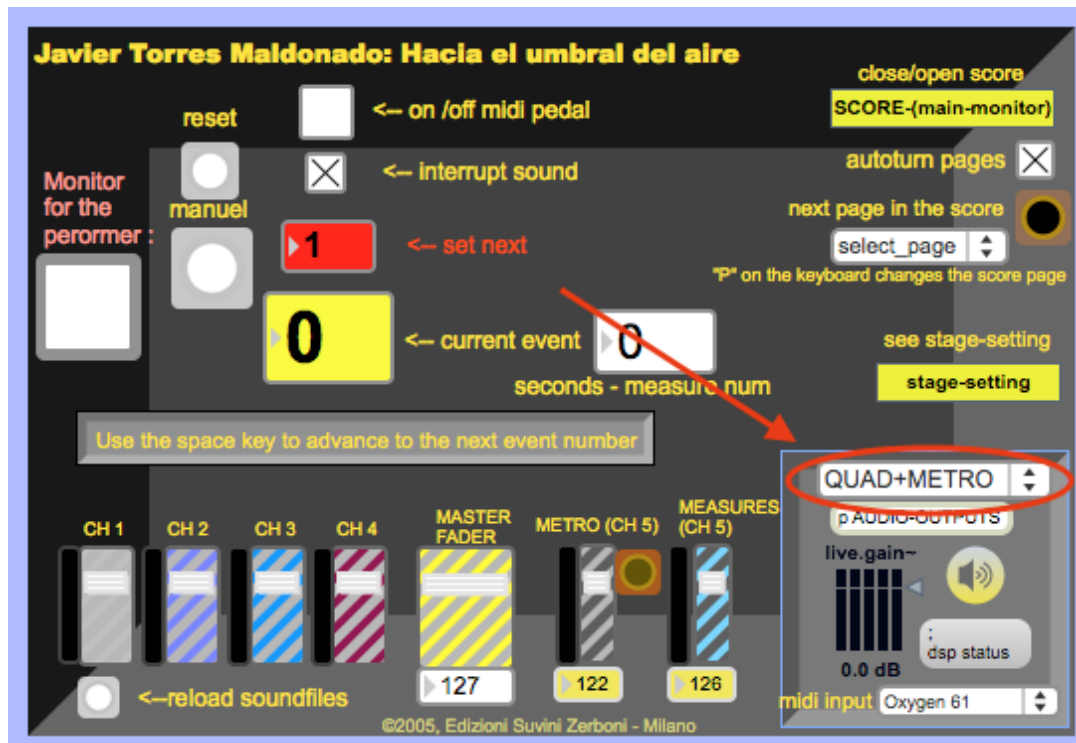 Javier Torres Maldonado: Hacia el umbral del aire
close/open score
SCORE-(main-monitor)
reset
<-- on /off midi pedal
<-- interrupt sound
autoturn pages
Monitor
for the
perormer :
manuel
next page in the score
1
<-- set next
select_page
"P" on the keyboard changes the score page
0
<-- current event
0
seconds - measure num
see stage-setting
stage-setting
Use the space key to advance to the next event number
QUAD+METRO
p AUDIO-OUTPUTS
CH 1
CH 2
CH 3
CH 4
MASTER
FADER
METRO (CH 5)
MEASURES
(CH 5)
live.gain~
;
dsp status
0.0 dB
127
122
126
<--reload soundfiles
midi input
Oxygen 61
©2005, Edizioni Suvini Zerboni - Milano